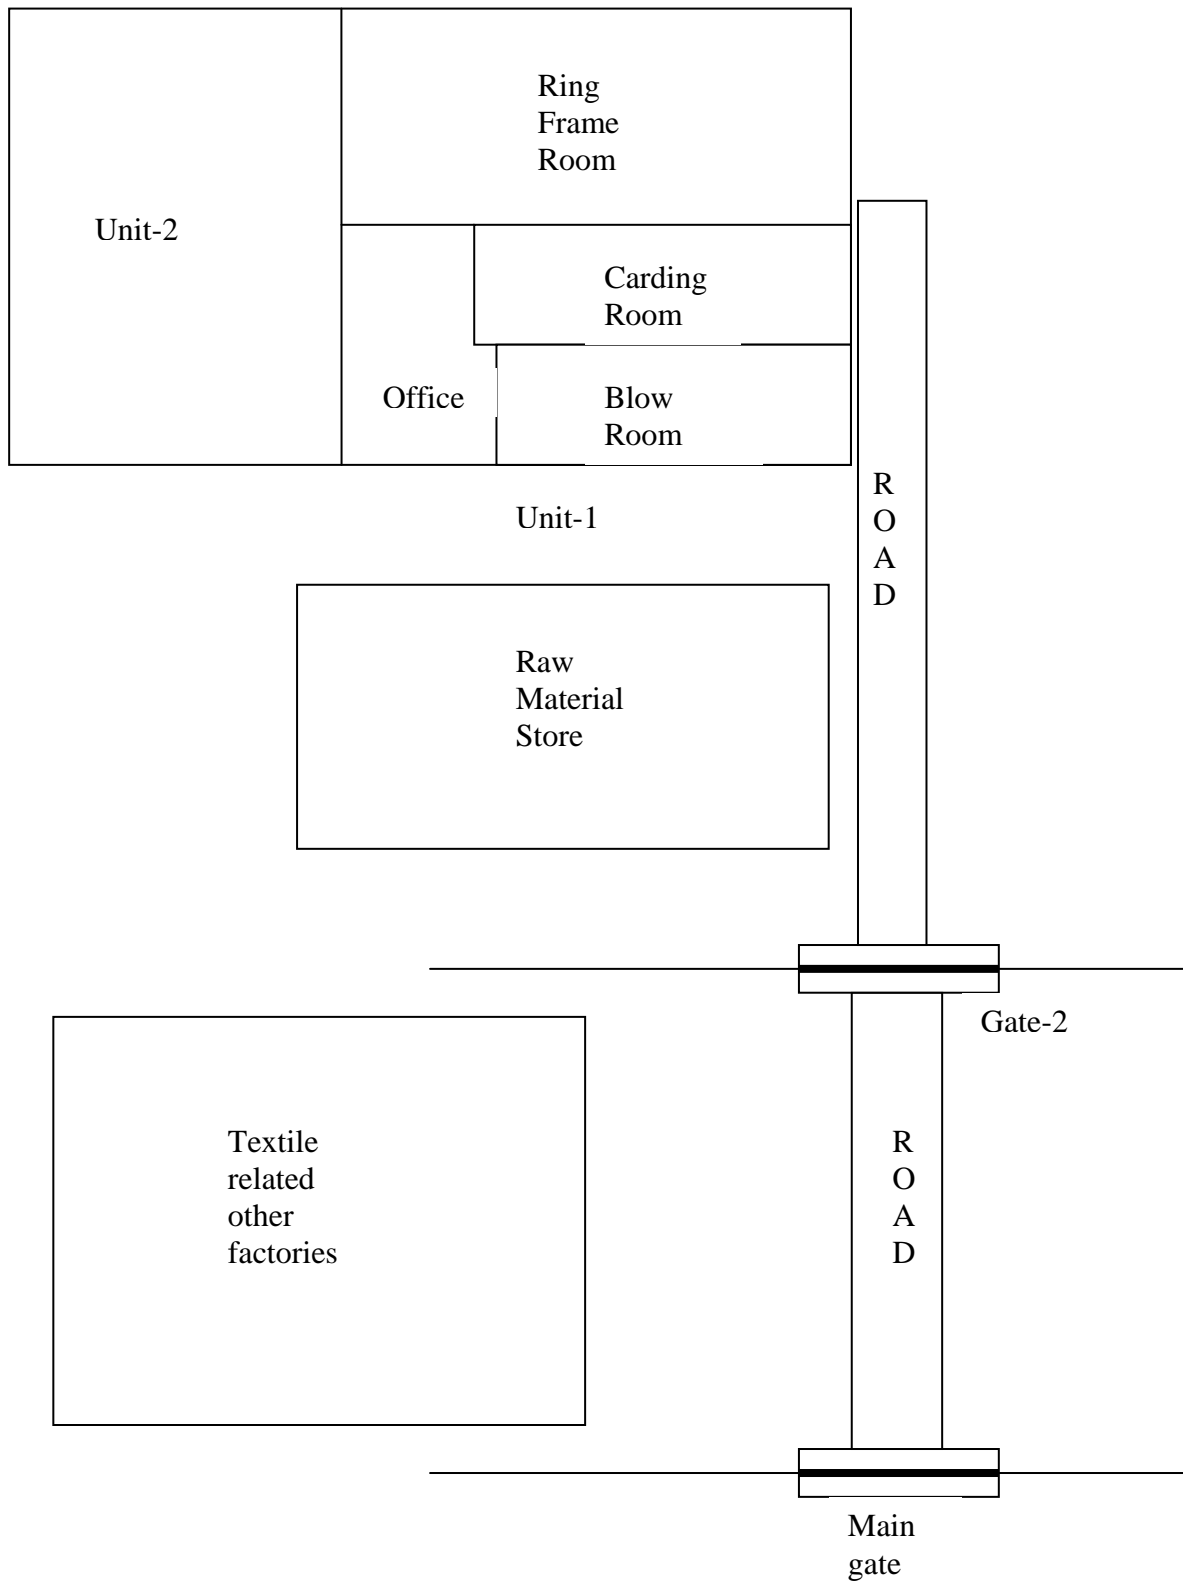 Ring
Frame
Room
Unit-2
Carding
Room
Office
Blow
Room
R
O
A
D
Unit-1
Raw
Material
Store
Gate-2
Textile
related
other
factories
R
O
A
D
Main
gate